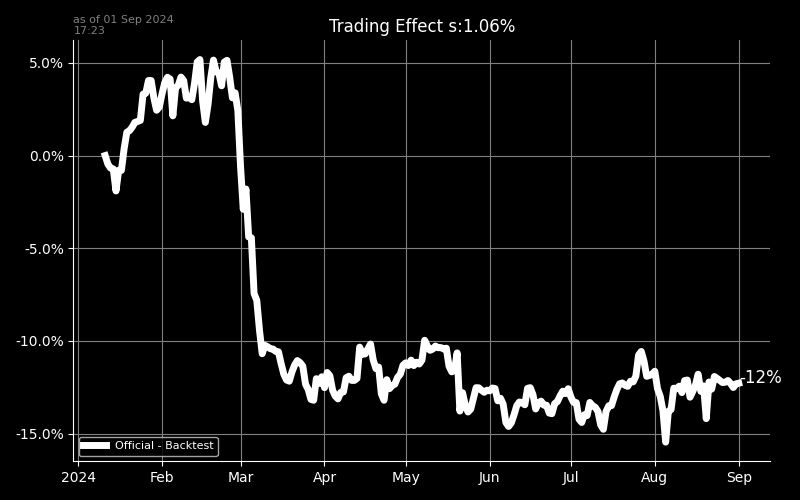 as of 01 Sep 2024
17:23
Trading Effect s:1.06%
5.0%
0.0%
-5.0%
-10.0%
-15.0%
-12%
Official - Backtest
2024 Feb Mar Apr May Jun Jul Aug Sep